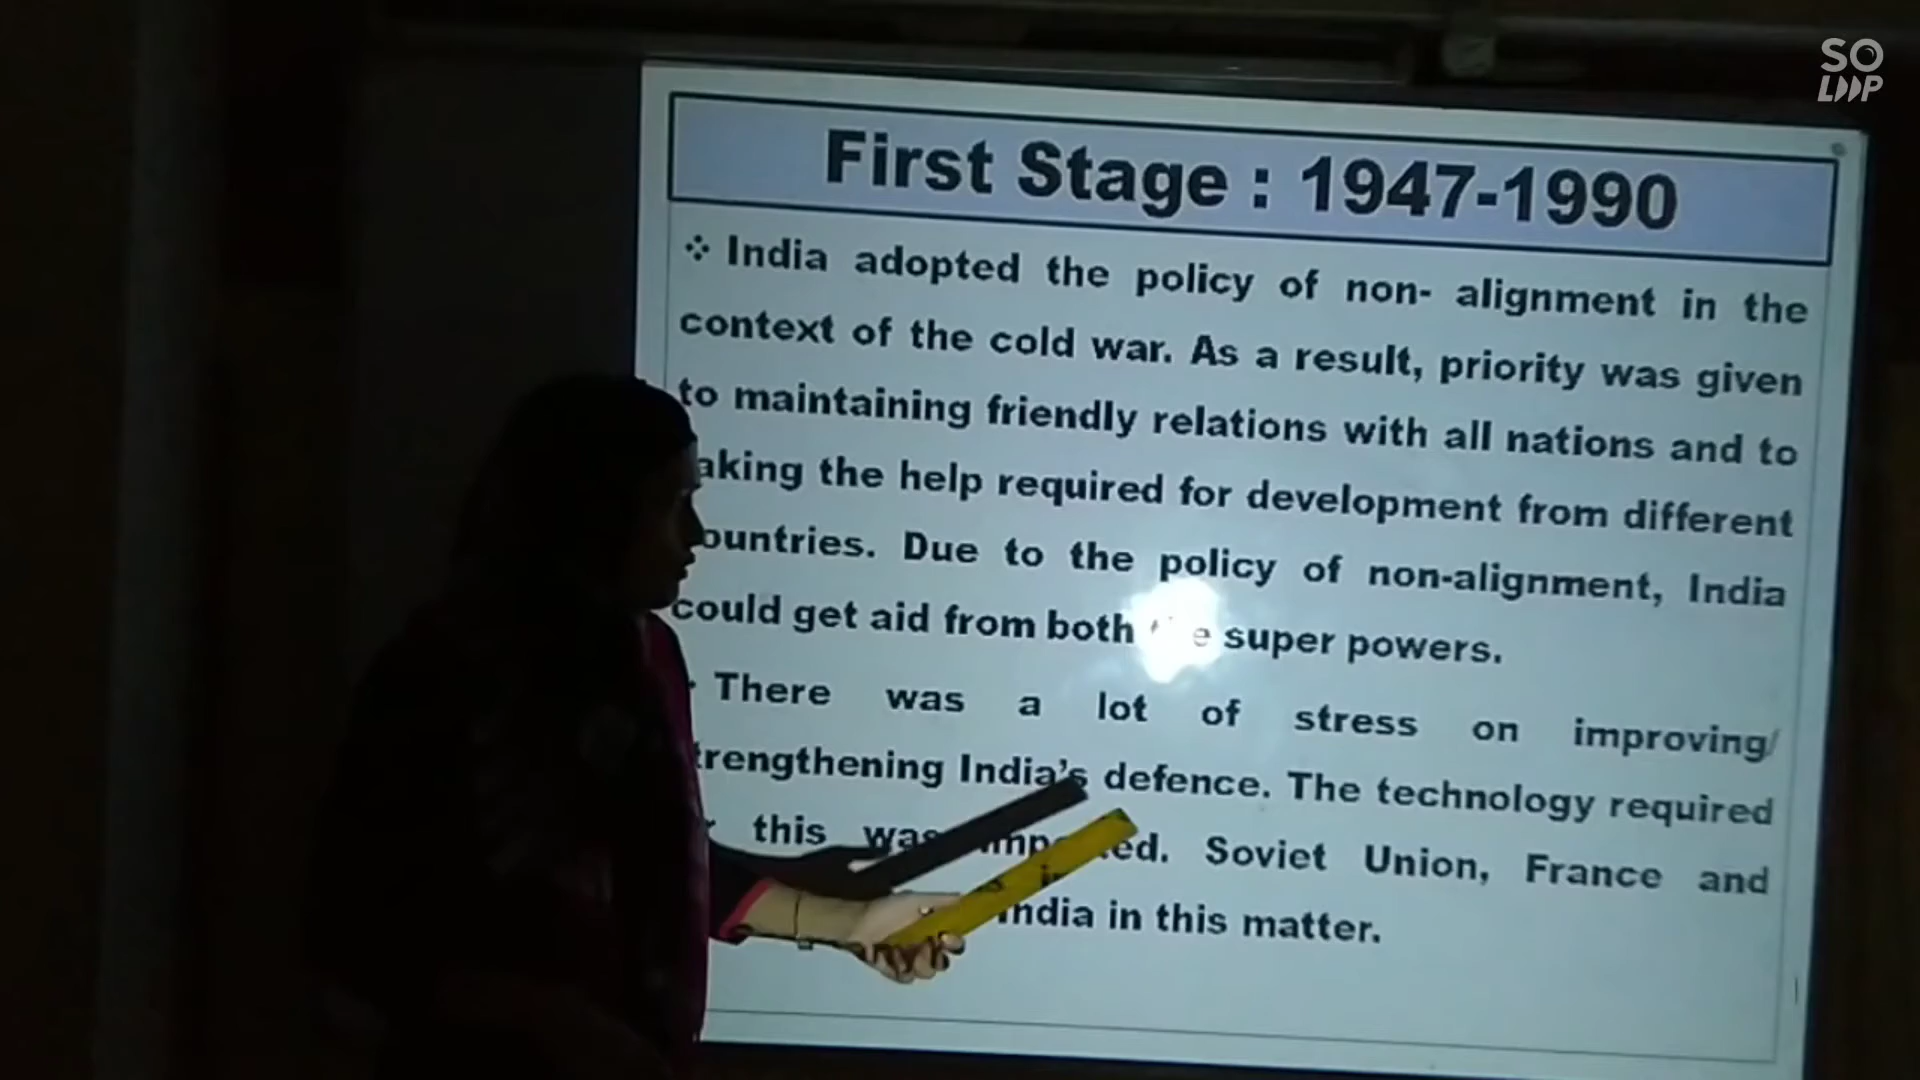 SO
LOOP
First Stage : 1947-1990
❖ India adopted the policy of non- alignment in the
context of the cold war. As a result, priority was given
to maintaining friendly relations with all nations and to
aking the help required for development from different
ountries. Due to the policy of non-alignment, India
could get aid from both super powers.
There was a lot of stress on improving/
trengthening India's defence. The technology required
this was Soviet Union, France and
India in this matter.